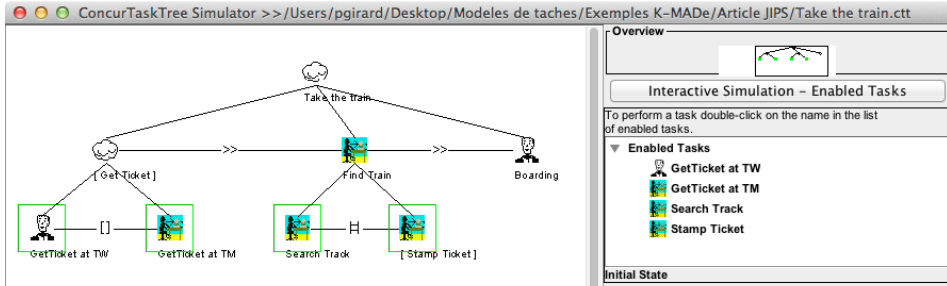 ConcurTaskTree Simulator >>/Users/pgirard/Desktop/Modeles de taches/Exemples K-MADe/Article JIPS/Take the train.ctt
Take the train
>>
>>
[ Get Ticket ]
Find Train
Boarding
[]
|=|
GetTicket at TW
GetTicket at TM
Search Track
[ Stamp Ticket ]
Overview
Interactive Simulation – Enabled Tasks
To perform a task double-click on the name in the list
of enabled tasks.
Enabled Tasks
GetTicket at TW
GetTicket at TM
Search Track
Stamp Ticket
Initial State